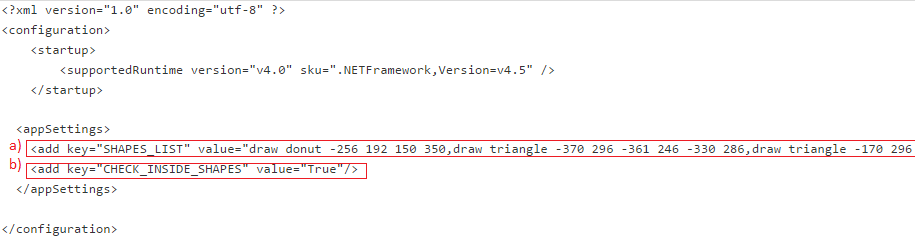 <?xml version="1.0" encoding="utf-8" ?>
<configuration>
<startup>
<supportedRuntime version="v4.0" sku=".NETFramework,Version=v4.5" />
</startup>
<appSettings>
a) <add key="SHAPES_LIST" value="draw donut -256 192 150 350,draw triangle -370 296 -361 246 -330 286,draw triangle -170 296
b) <add key="CHECK_INSIDE_SHAPES" value="True"/>
</appSettings>
</configuration>